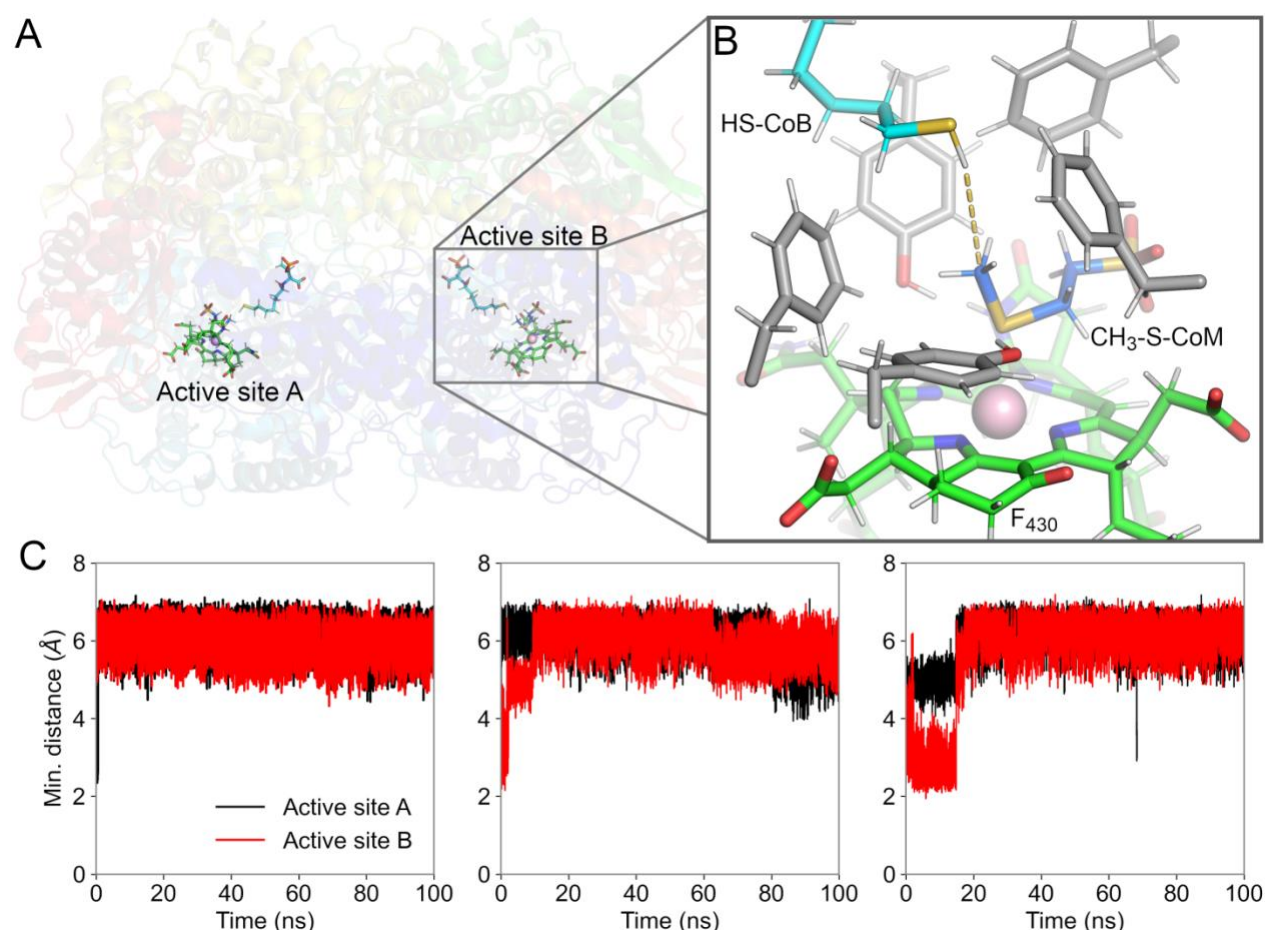 A
B
HS-CoB
Active site B
Active site A
CH₃-S-CoM
F₄₃₀
C
8
6
4
2
0
Min. distance (Å)
Active site A
Active site B
0 20 40 60 80 100
Time (ns)
8
6
4
2
0
0 20 40 60 80 100
Time (ns)
8
6
4
2
0
0 20 40 60 80 100
Time (ns)